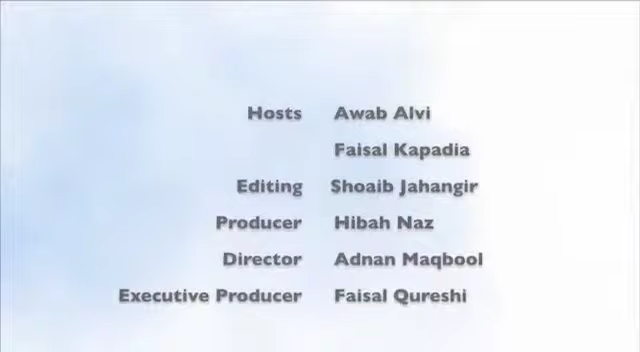 Hosts Awab Alvi
Faisal Kapadia
Editing Shoaib Jahangir
Producer Hibah Naz
Director Adnan Maqbool
Executive Producer Faisal Qureshi